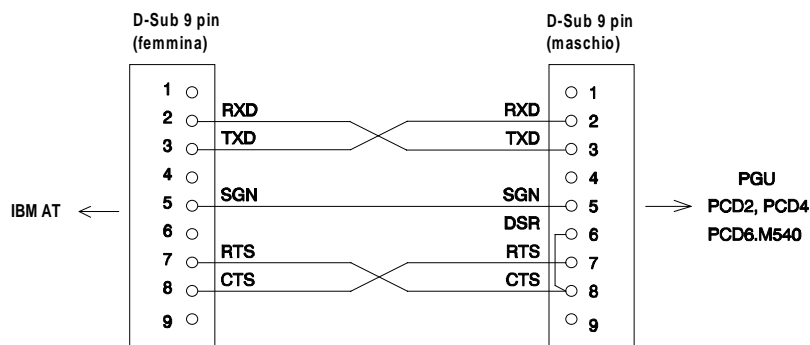 D-Sub 9 pin
(femmina)
D-Sub 9 pin
(maschio)
1
1
2 RXD RXD 2
3 TXD TXD 3
4
4
5 SGN SGN 5
IBM AT
PGU
PCD2, PCD4
PCD6.M540
6 DSR 6
7 RTS RTS 7
8 CTS CTS 8
9
9